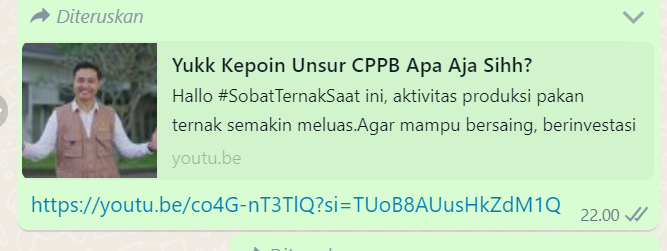 Diteruskan
Yukk Kepoin Unsur CPPB Apa Aja Sihh?
Hallo #SobatTernakSaat ini, aktivitas produksi pakan
ternak semakin meluas.Agar mampu bersaing, berinvestasi
youtu.be
https://youtu.be/co4G-nT3TlQ?si=TUoB8AUusHkZdM1Q
22.00